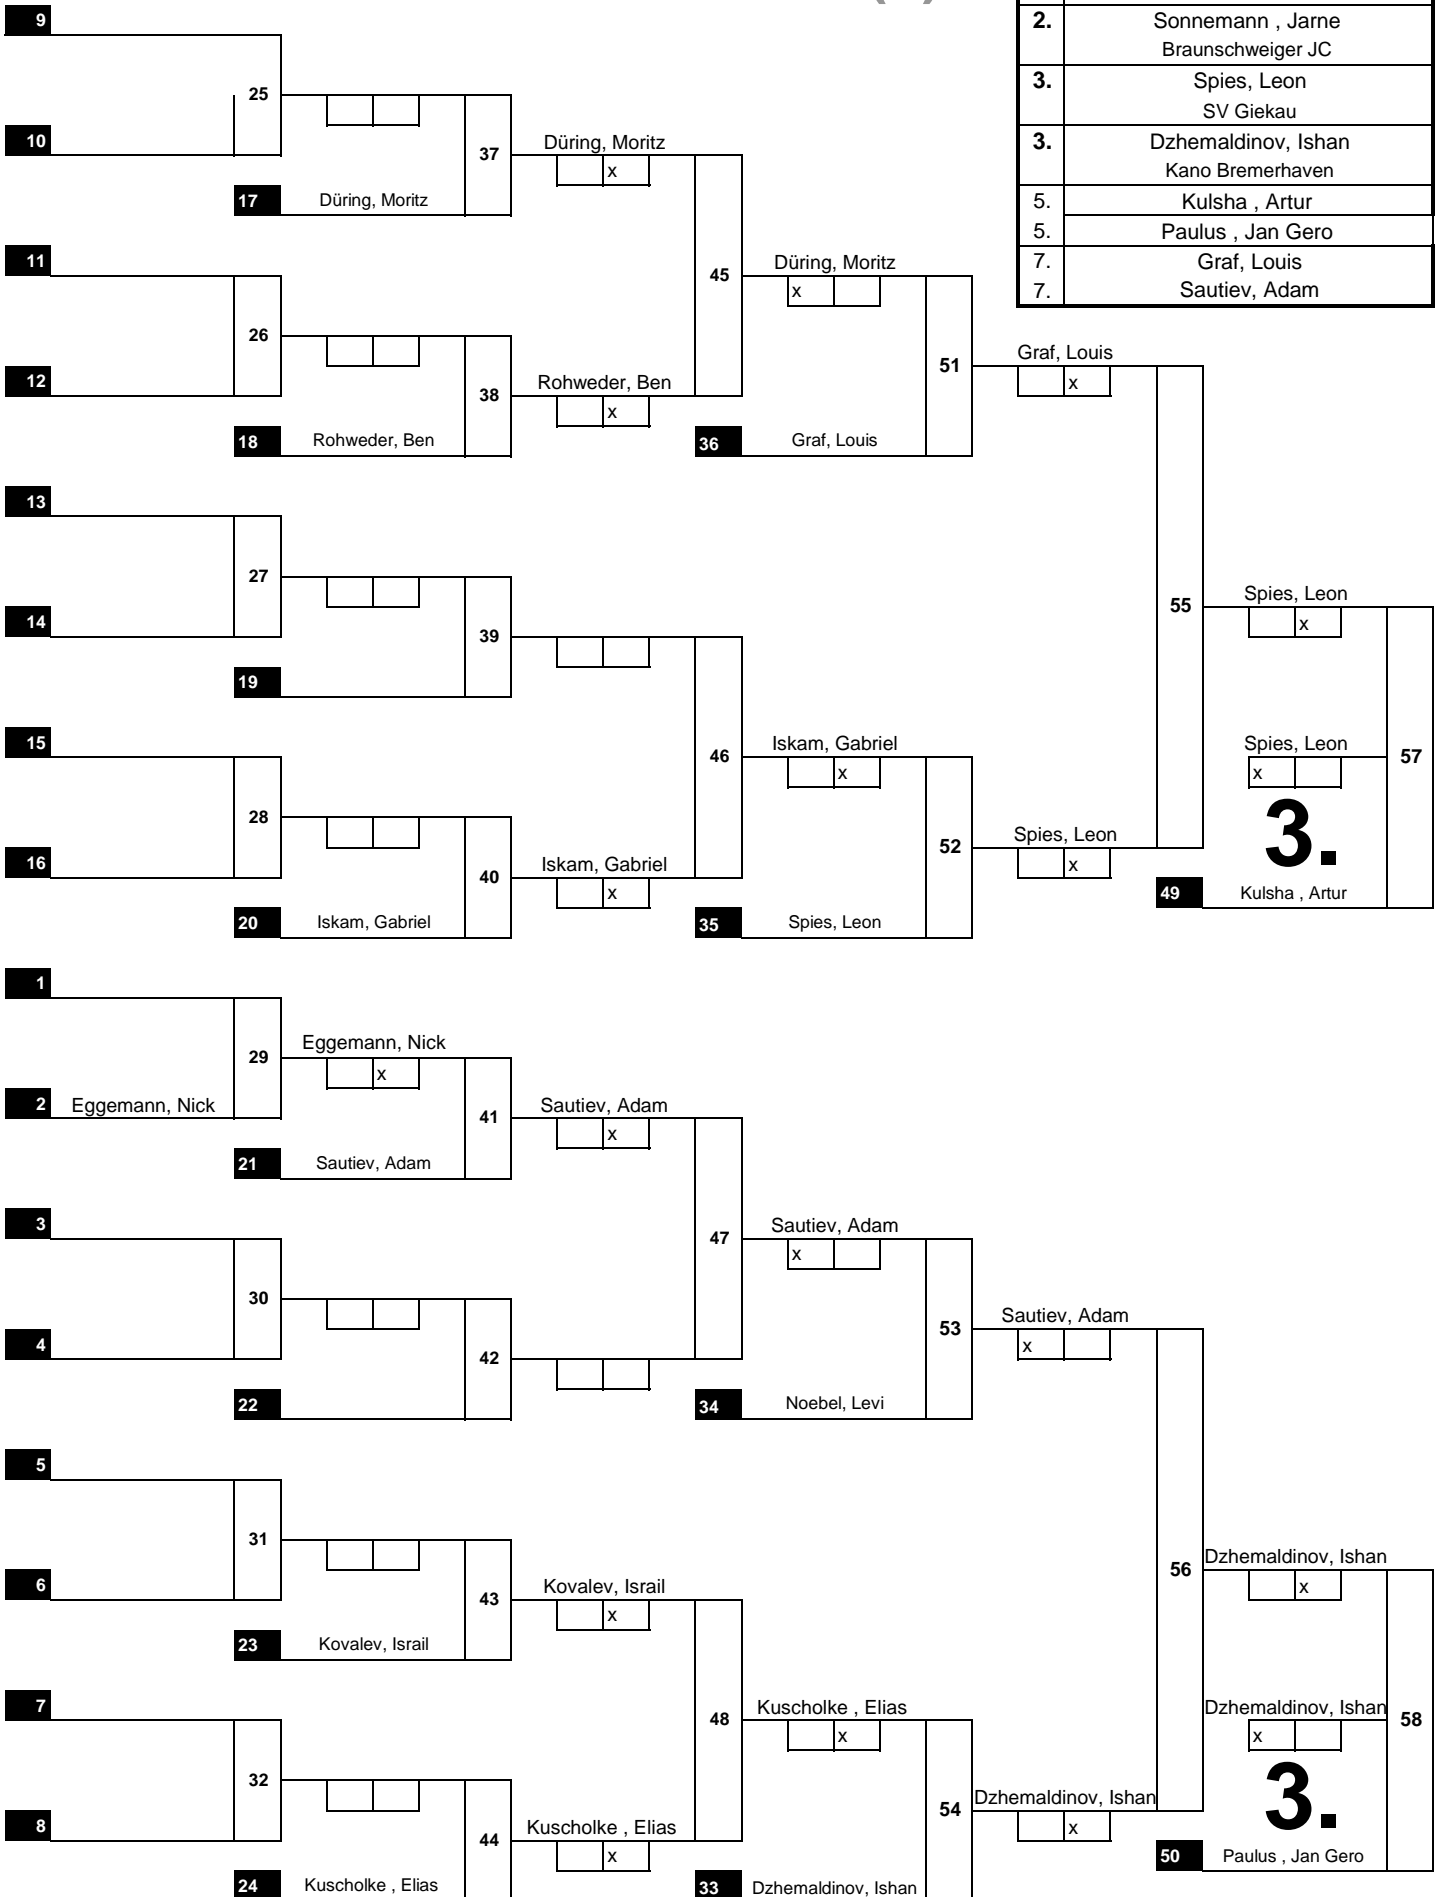 2. Sonnemann , Jarne
Braunschweiger JC
3. Spies, Leon
SV Giekau
3. Dzhemaldinov, Ishan
Kano Bremerhaven
5. Kulsha , Artur
5. Paulus , Jan Gero
7. Graf, Louis
7. Sautiev, Adam
9
25
10
37
Düring, Moritz
x
17 Düring, Moritz
11
45
Düring, Moritz
x
26
12
38
Rohweder, Ben
x
18 Rohweder, Ben
36 Graf, Louis
51
Graf, Louis
x
13
27
14
39
19
55
Spies, Leon
x
15
46
Iskam, Gabriel
x
Spies, Leon
x
57
28
16
40
Iskam, Gabriel
x
52
Spies, Leon
x
3.
49 Kulsha , Artur
20 Iskam, Gabriel
35 Spies, Leon
1
29
Eggemann, Nick
x
2 Eggemann, Nick
41
Sautiev, Adam
x
21 Sautiev, Adam
3
47
Sautiev, Adam
x
30
4
42
53
Sautiev, Adam
x
22
34 Noebel, Levi
5
31
6
43
Kovalev, Israil
x
56
Dzhemaldinov, Ishan
x
23 Kovalev, Israil
7
48
Kuscholke , Elias
x
Dzhemaldinov, Ishan
x
58
32
8
44
Kuscholke , Elias
x
54
Dzhemaldinov, Ishan
x
3.
50 Paulus , Jan Gero
24 Kuscholke , Elias
33 Dzhemaldinov, Ishan